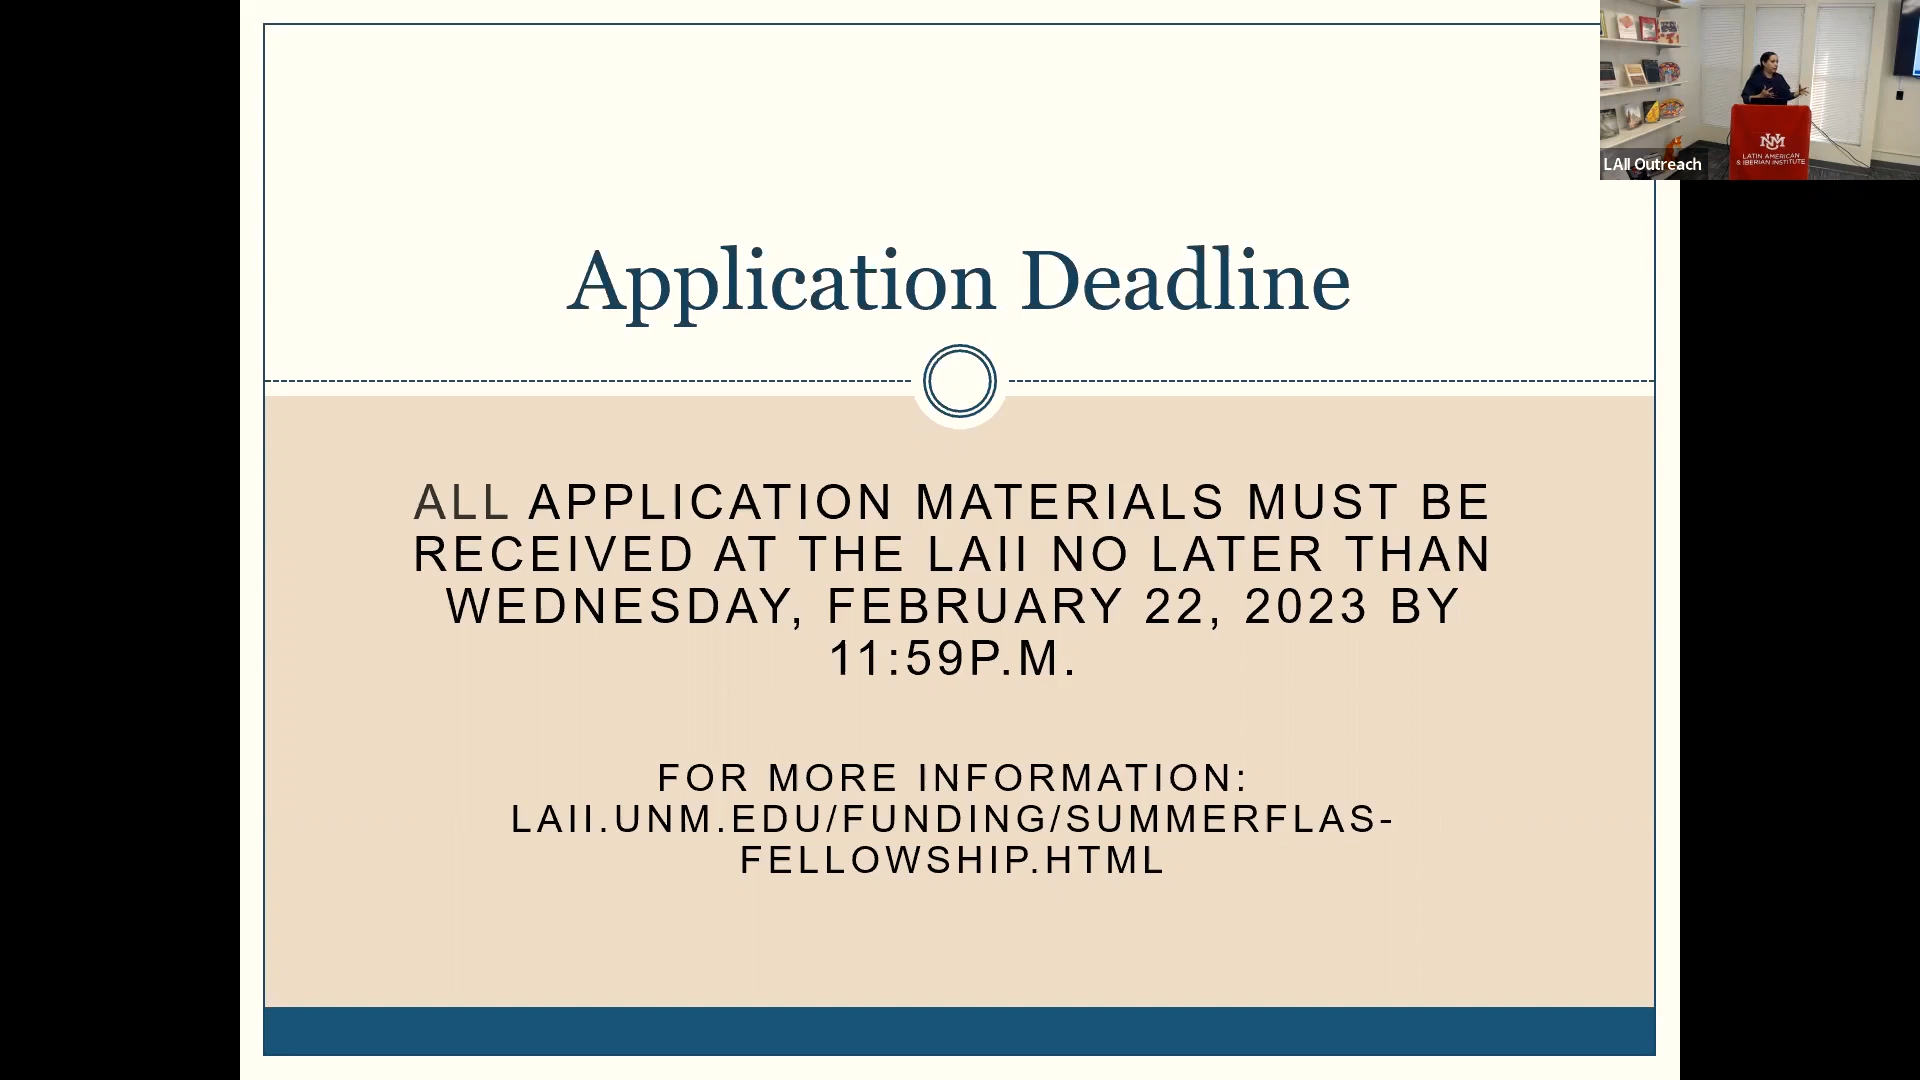 Application Deadline
ALL APPLICATION MATERIALS MUST BE
RECEIVED AT THE LAII NO LATER THAN
WEDNESDAY, FEBRUARY 22, 2023 BY
11:59P.M.
FOR MORE INFORMATION:
LAII.UNM.EDU/FUNDING/SUMMERFLAS-
FELLOWSHIP.HTML
UNM
LATIN AMERICAN
& IBERIAN INSTITUTE
LAII Outreach